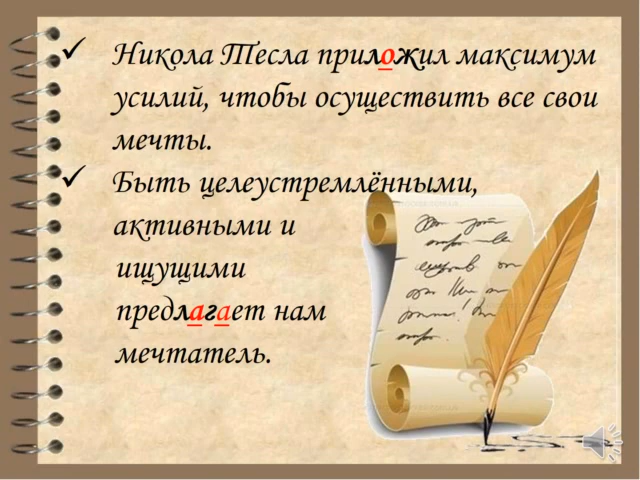 ✓ Никола Тесла приложил максимум
усилий, чтобы осуществить все свои
мечты.
✓ Быть целеустремлёнными,
активными и
ищущими
предлагает нам
мечтатель.